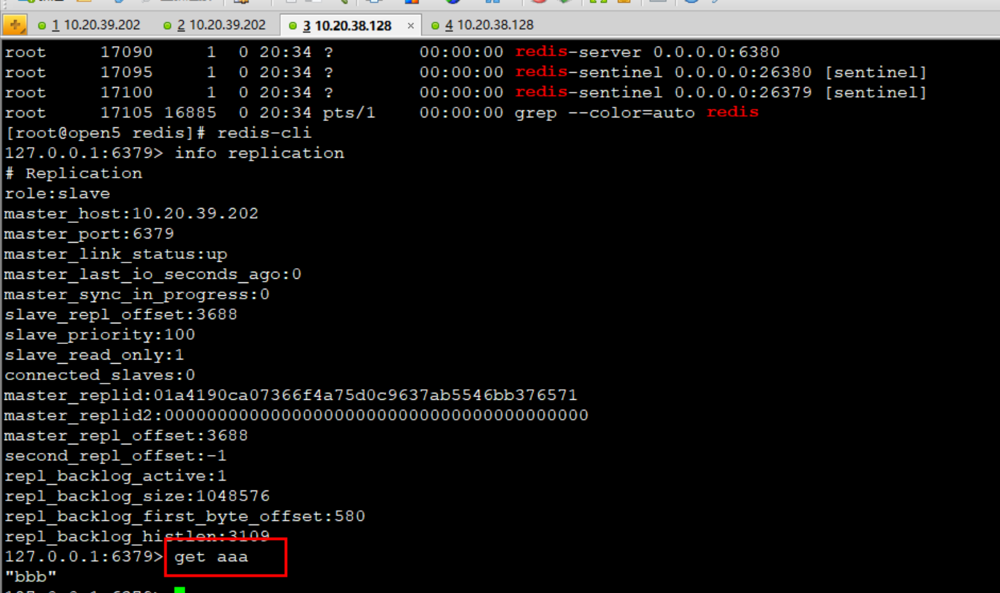 1 10.20.39.202 2 10.20.39.202 3 10.20.38.128 × 4 10.20.38.128
root 17090 1 0 20:34 ? 00:00:00 redis-server 0.0.0.0:6380
root 17095 1 0 20:34 ? 00:00:00 redis-sentinel 0.0.0.0:26380 [sentinel]
root 17100 1 0 20:34 ? 00:00:00 redis-sentinel 0.0.0.0:26379 [sentinel]
root 17105 16885 0 20:34 pts/1 00:00:00 grep --color=auto redis
[root@open5 redis]# redis-cli
127.0.0.1:6379> info replication
# Replication
role:slave
master_host:10.20.39.202
master_port:6379
master_link_status:up
master_last_io_seconds_ago:0
master_sync_in_progress:0
slave_repl_offset:3688
slave_priority:100
slave_read_only:1
connected_slaves:0
master_replid:01a4190ca07366f4a75d0c9637ab5546bb376571
master_replid2:0000000000000000000000000000000000000000
master_repl_offset:3688
second_repl_offset:-1
repl_backlog_active:1
repl_backlog_size:1048576
repl_backlog_first_byte_offset:580
repl_backlog_histlen:3109
127.0.0.1:6379> get aaa
"bbb"